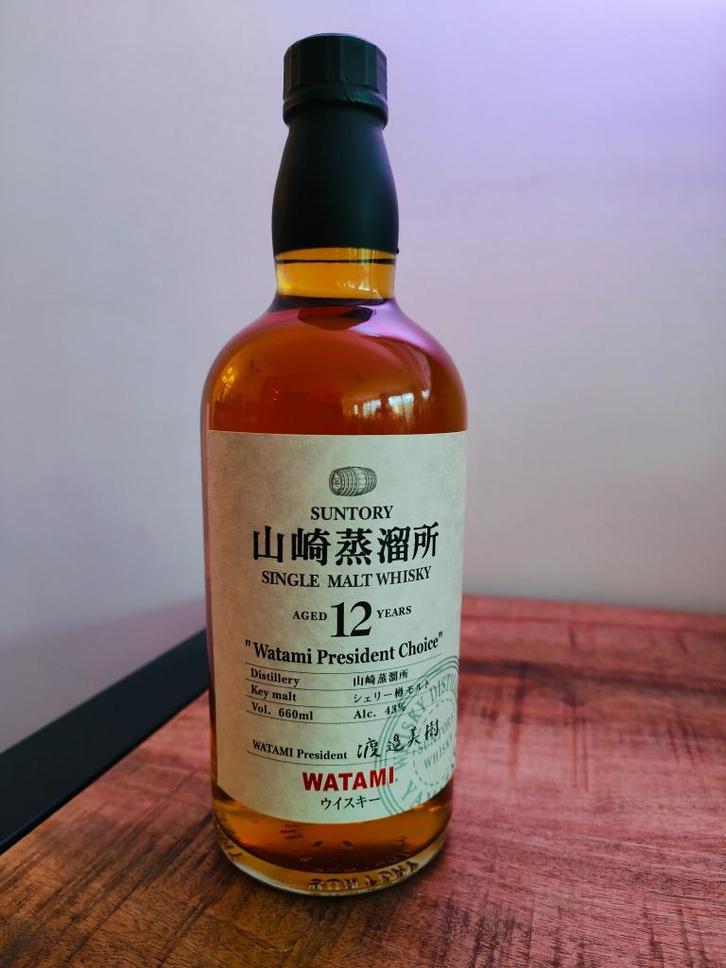 SUNTORY
山崎蒸溜所
SINGLE MALT WHISKY
AGED 12 YEARS
"Watami President Choice"
Distillery 山崎蒸溜所
Key malt シェリー樽モルト
Vol. 660ml Alc. 43%
WATAMI President 渡邉美樹
WATAMI
ウイスキー